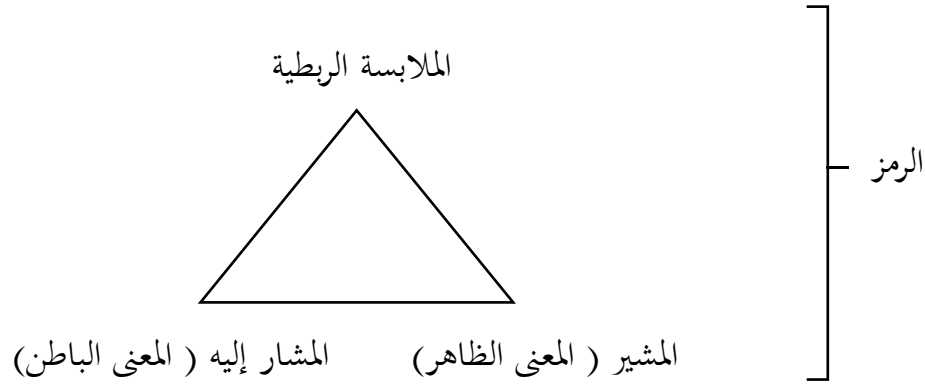 الملابسة الربطية
الرمز
المشير ( المعنى الظاهر)
المشار إليه ( المعنى الباطن)